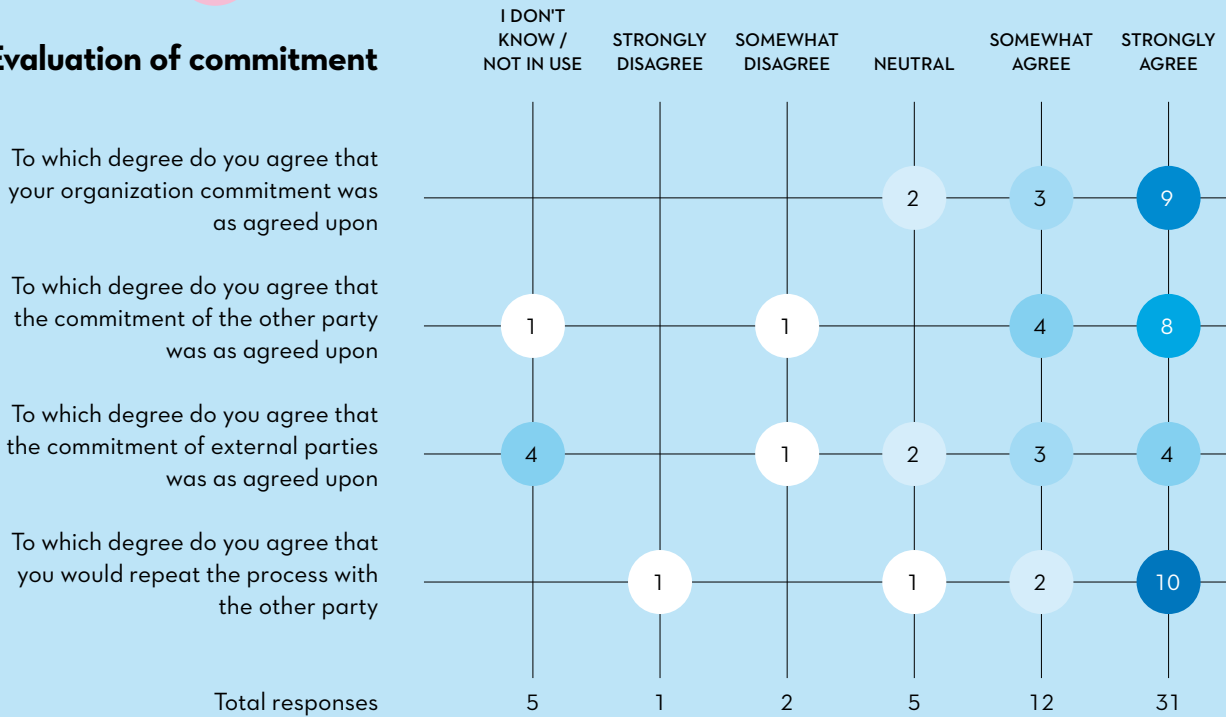 Evaluation of commitment
I DON'T
KNOW /
NOT IN USE
STRONGLY
DISAGREE
SOMEWHAT
DISAGREE
NEUTRAL
SOMEWHAT
AGREE
STRONGLY
AGREE
To which degree do you agree that
your organization commitment was
as agreed upon
2 3 9
To which degree do you agree that
the commitment of the other party
was as agreed upon
1 1 4 8
To which degree do you agree that
the commitment of external parties
was as agreed upon
4 1 2 3 4
To which degree do you agree that
you would repeat the process with
the other party
1 1 2 10
Total responses 5 1 2 5 12 31